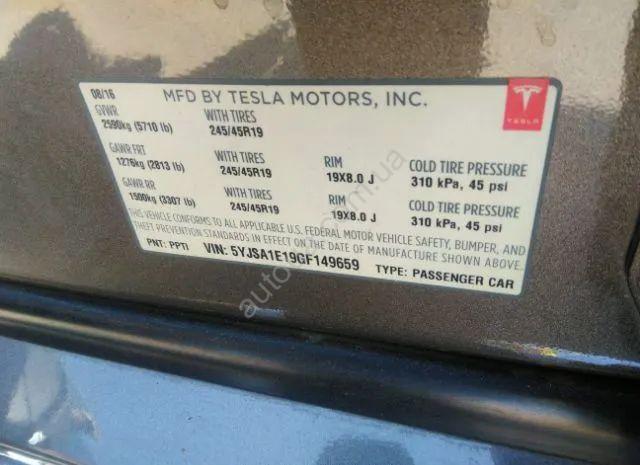 08/16 MFD BY TESLA MOTORS, INC.
TESLA
GVWR WITH TIRES
2590kg (5710 lb) 245/45R19
GAWR FRT WITH TIRES RIM COLD TIRE PRESSURE
1276kg (2813 lb) 245/45R19 19X8.0 J 310 kPa, 45 psi
GAWR RR WITH TIRES RIM COLD TIRE PRESSURE
1500kg (3307 lb) 245/45R19 19X8.0 J 310 kPa, 45 psi
THIS VEHICLE CONFORMS TO ALL APPLICABLE U.S. FEDERAL MOTOR VEHICLE SAFETY, BUMPER, AND
THEFT PREVENTION STANDARDS IN EFFECT ON THE DATE OF MANUFACTURE SHOWN ABOVE.
PNT: PPTI VIN: 5YJSA1E19GF149659 TYPE: PASSENGER CAR